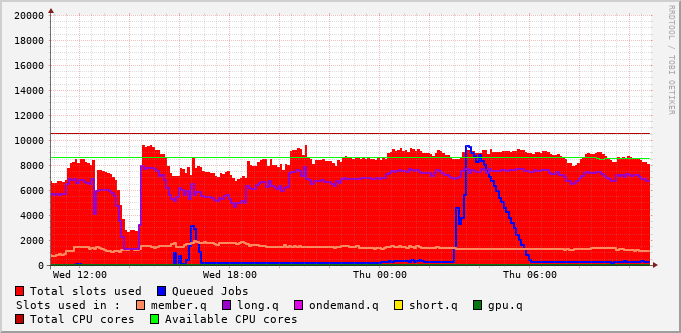 20000
18000
16000
14000
12000
10000
8000
6000
4000
2000
0
Wed 12:00 Wed 18:00 Thu 00:00 Thu 06:00
Total slots used Queued Jobs
Slots used in : member.q long.q ondemand.q short.q gpu.q
Total CPU cores Available CPU cores
RRDTOOL / TOBI OETIKER